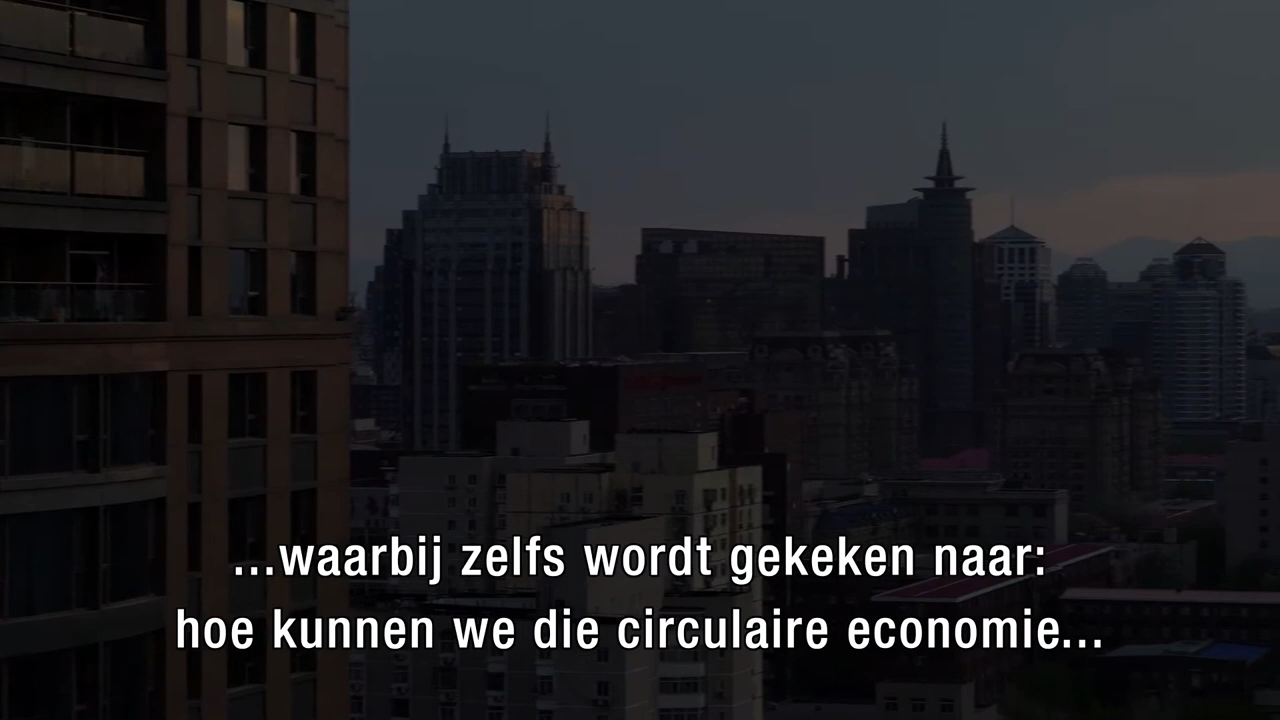 ...waarbij zelfs wordt gekeken naar:
hoe kunnen we die circulaire economie...